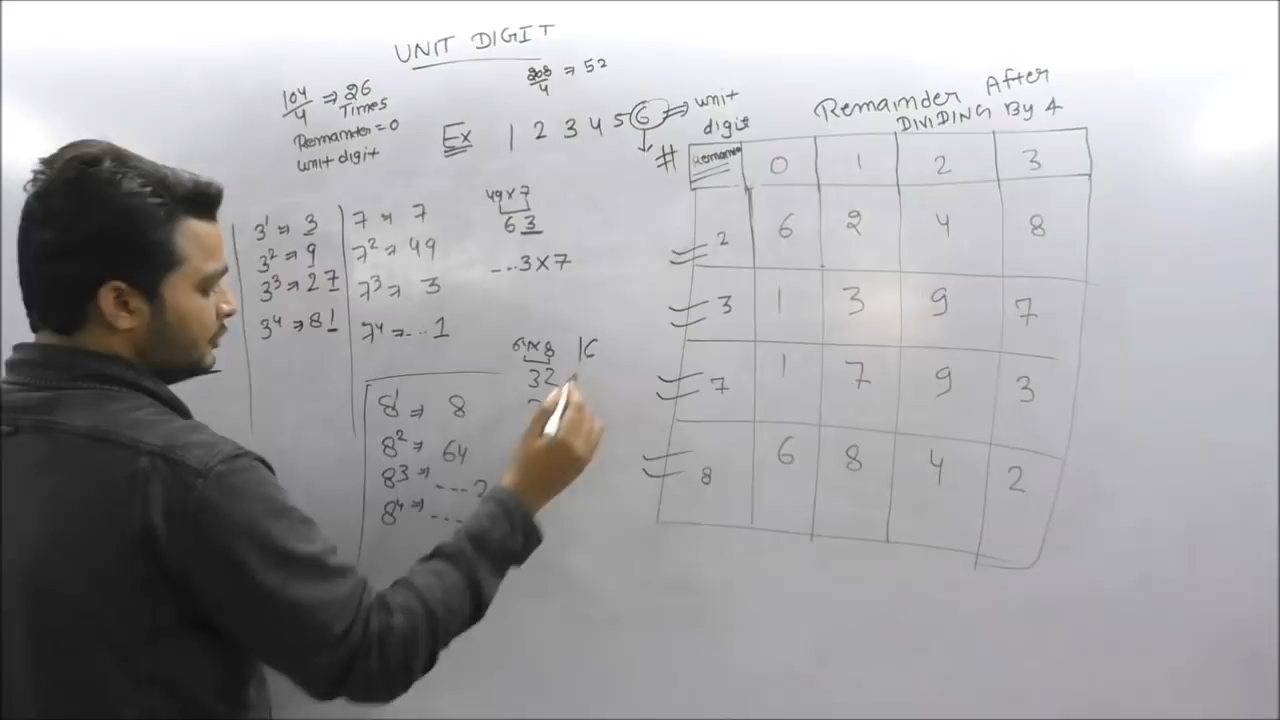 UNIT DIGIT
104/4 ⇒ 26 Times
Remainder = 0
unit digit
208/4 ⇒ 52
Ex 1 2 3 4 5 6 ⇒ unit digit
3¹ ⇒ 3
3² ⇒ 9
3³ ⇒ 27
3⁴ ⇒ 81
7 ⇒ 7
7² ⇒ 49
7³ ⇒ 3
7⁴ ⇒ ...1
49×7
63
...3×7
64×8 16
32
8¹ ⇒ 8
8² ⇒ 64
8³ ⇒ ....2
8⁴ ⇒ ....
Remainder After
DIVIDING By 4
# Remainder 0 1 2 3
2 6 2 4 8
3 1 3 9 7
7 1 7 9 3
8 6 8 4 2